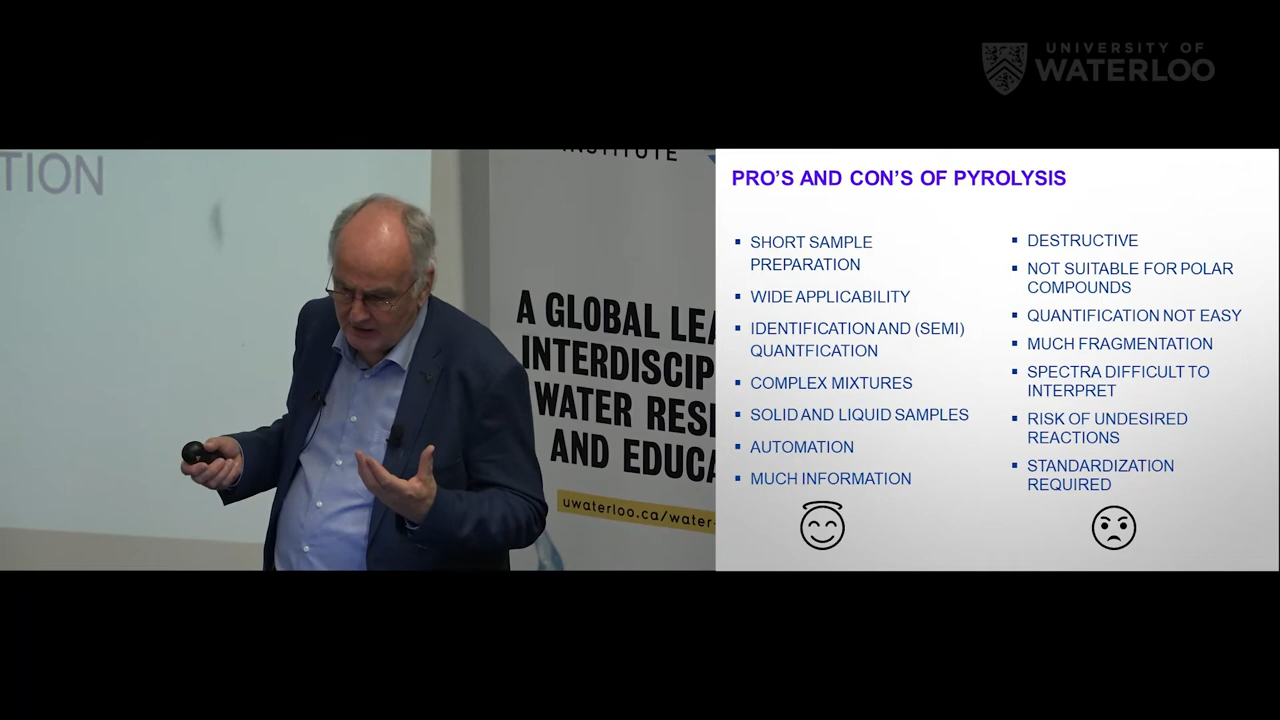 UNIVERSITY OF
WATERLOO
TION
INSTITUTE
A GLOBAL LEA
INTERDISCIP
WATER RES
AND EDUCA
uwaterloo.ca/water-
PRO'S AND CON'S OF PYROLYSIS
▪ SHORT SAMPLE
PREPARATION
▪ WIDE APPLICABILITY
▪ IDENTIFICATION AND (SEMI)
QUANTFICATION
▪ COMPLEX MIXTURES
▪ SOLID AND LIQUID SAMPLES
▪ AUTOMATION
▪ MUCH INFORMATION
▪ DESTRUCTIVE
▪ NOT SUITABLE FOR POLAR
COMPOUNDS
▪ QUANTIFICATION NOT EASY
▪ MUCH FRAGMENTATION
▪ SPECTRA DIFFICULT TO
INTERPRET
▪ RISK OF UNDESIRED
REACTIONS
▪ STANDARDIZATION
REQUIRED